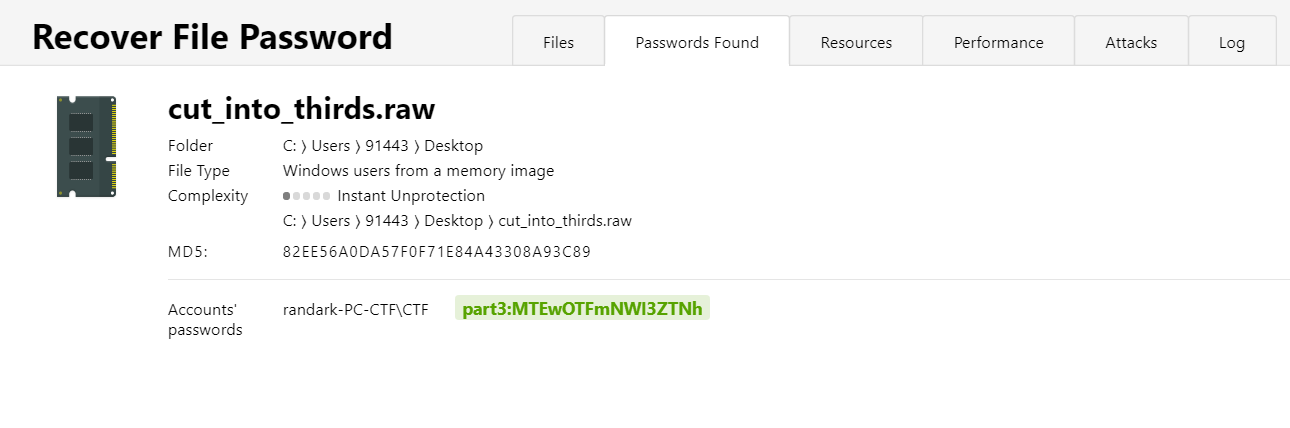 Recover File Password
Files
Passwords Found
Resources
Performance
Attacks
Log
cut_into_thirds.raw
Folder C: ⟩ Users ⟩ 91443 ⟩ Desktop
File Type Windows users from a memory image
Complexity Instant Unprotection
C: ⟩ Users ⟩ 91443 ⟩ Desktop ⟩ cut_into_thirds.raw
MD5: 82EE56A0DA57F0F71E84A43308A93C89
Accounts' randark-PC-CTF\CTF part3:MTEwOTFmNWI3ZTNh
passwords